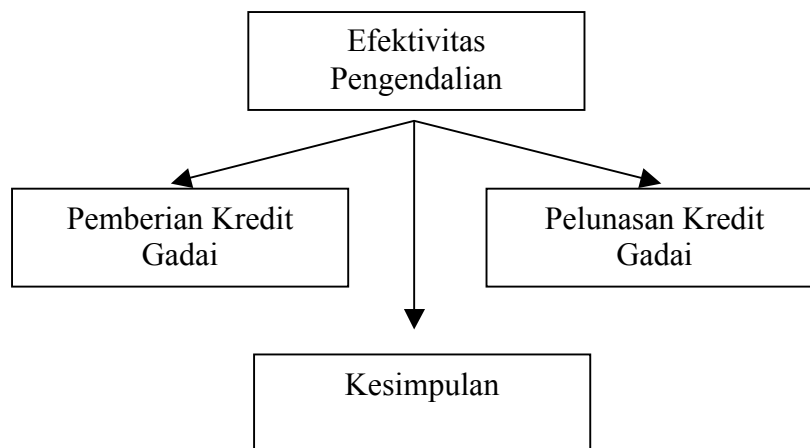 Efektivitas
Pengendalian
Pemberian Kredit
Gadai
Pelunasan Kredit
Gadai
Kesimpulan